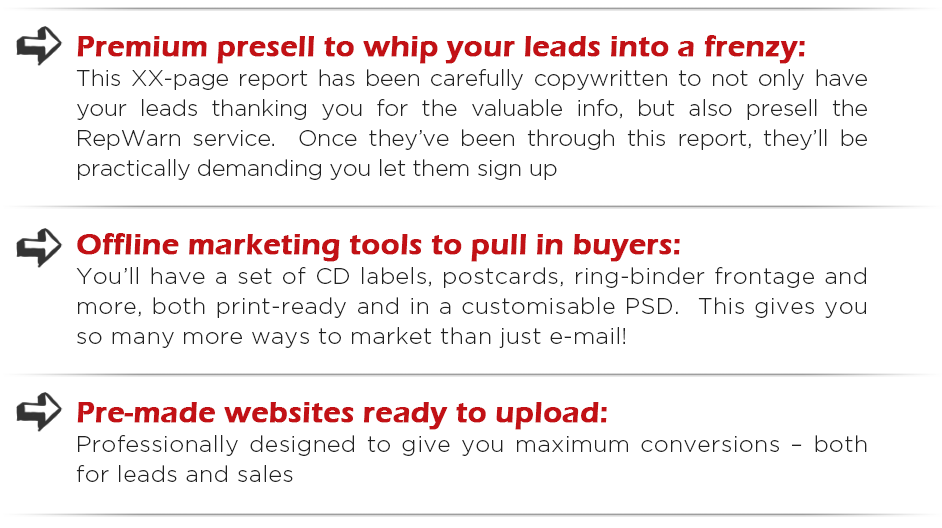 Premium presell to whip your leads into a frenzy:
This XX-page report has been carefully copywritten to not only have
your leads thanking you for the valuable info, but also presell the
RepWarn service.  Once they've been through this report, they'll be
practically demanding you let them sign up
Offline marketing tools to pull in buyers:
You'll have a set of CD labels, postcards, ring-binder frontage and
more, both print-ready and in a customisable PSD.  This gives you
so many more ways to market than just e-mail!
Pre-made websites ready to upload:
Professionally designed to give you maximum conversions – both
for leads and sales